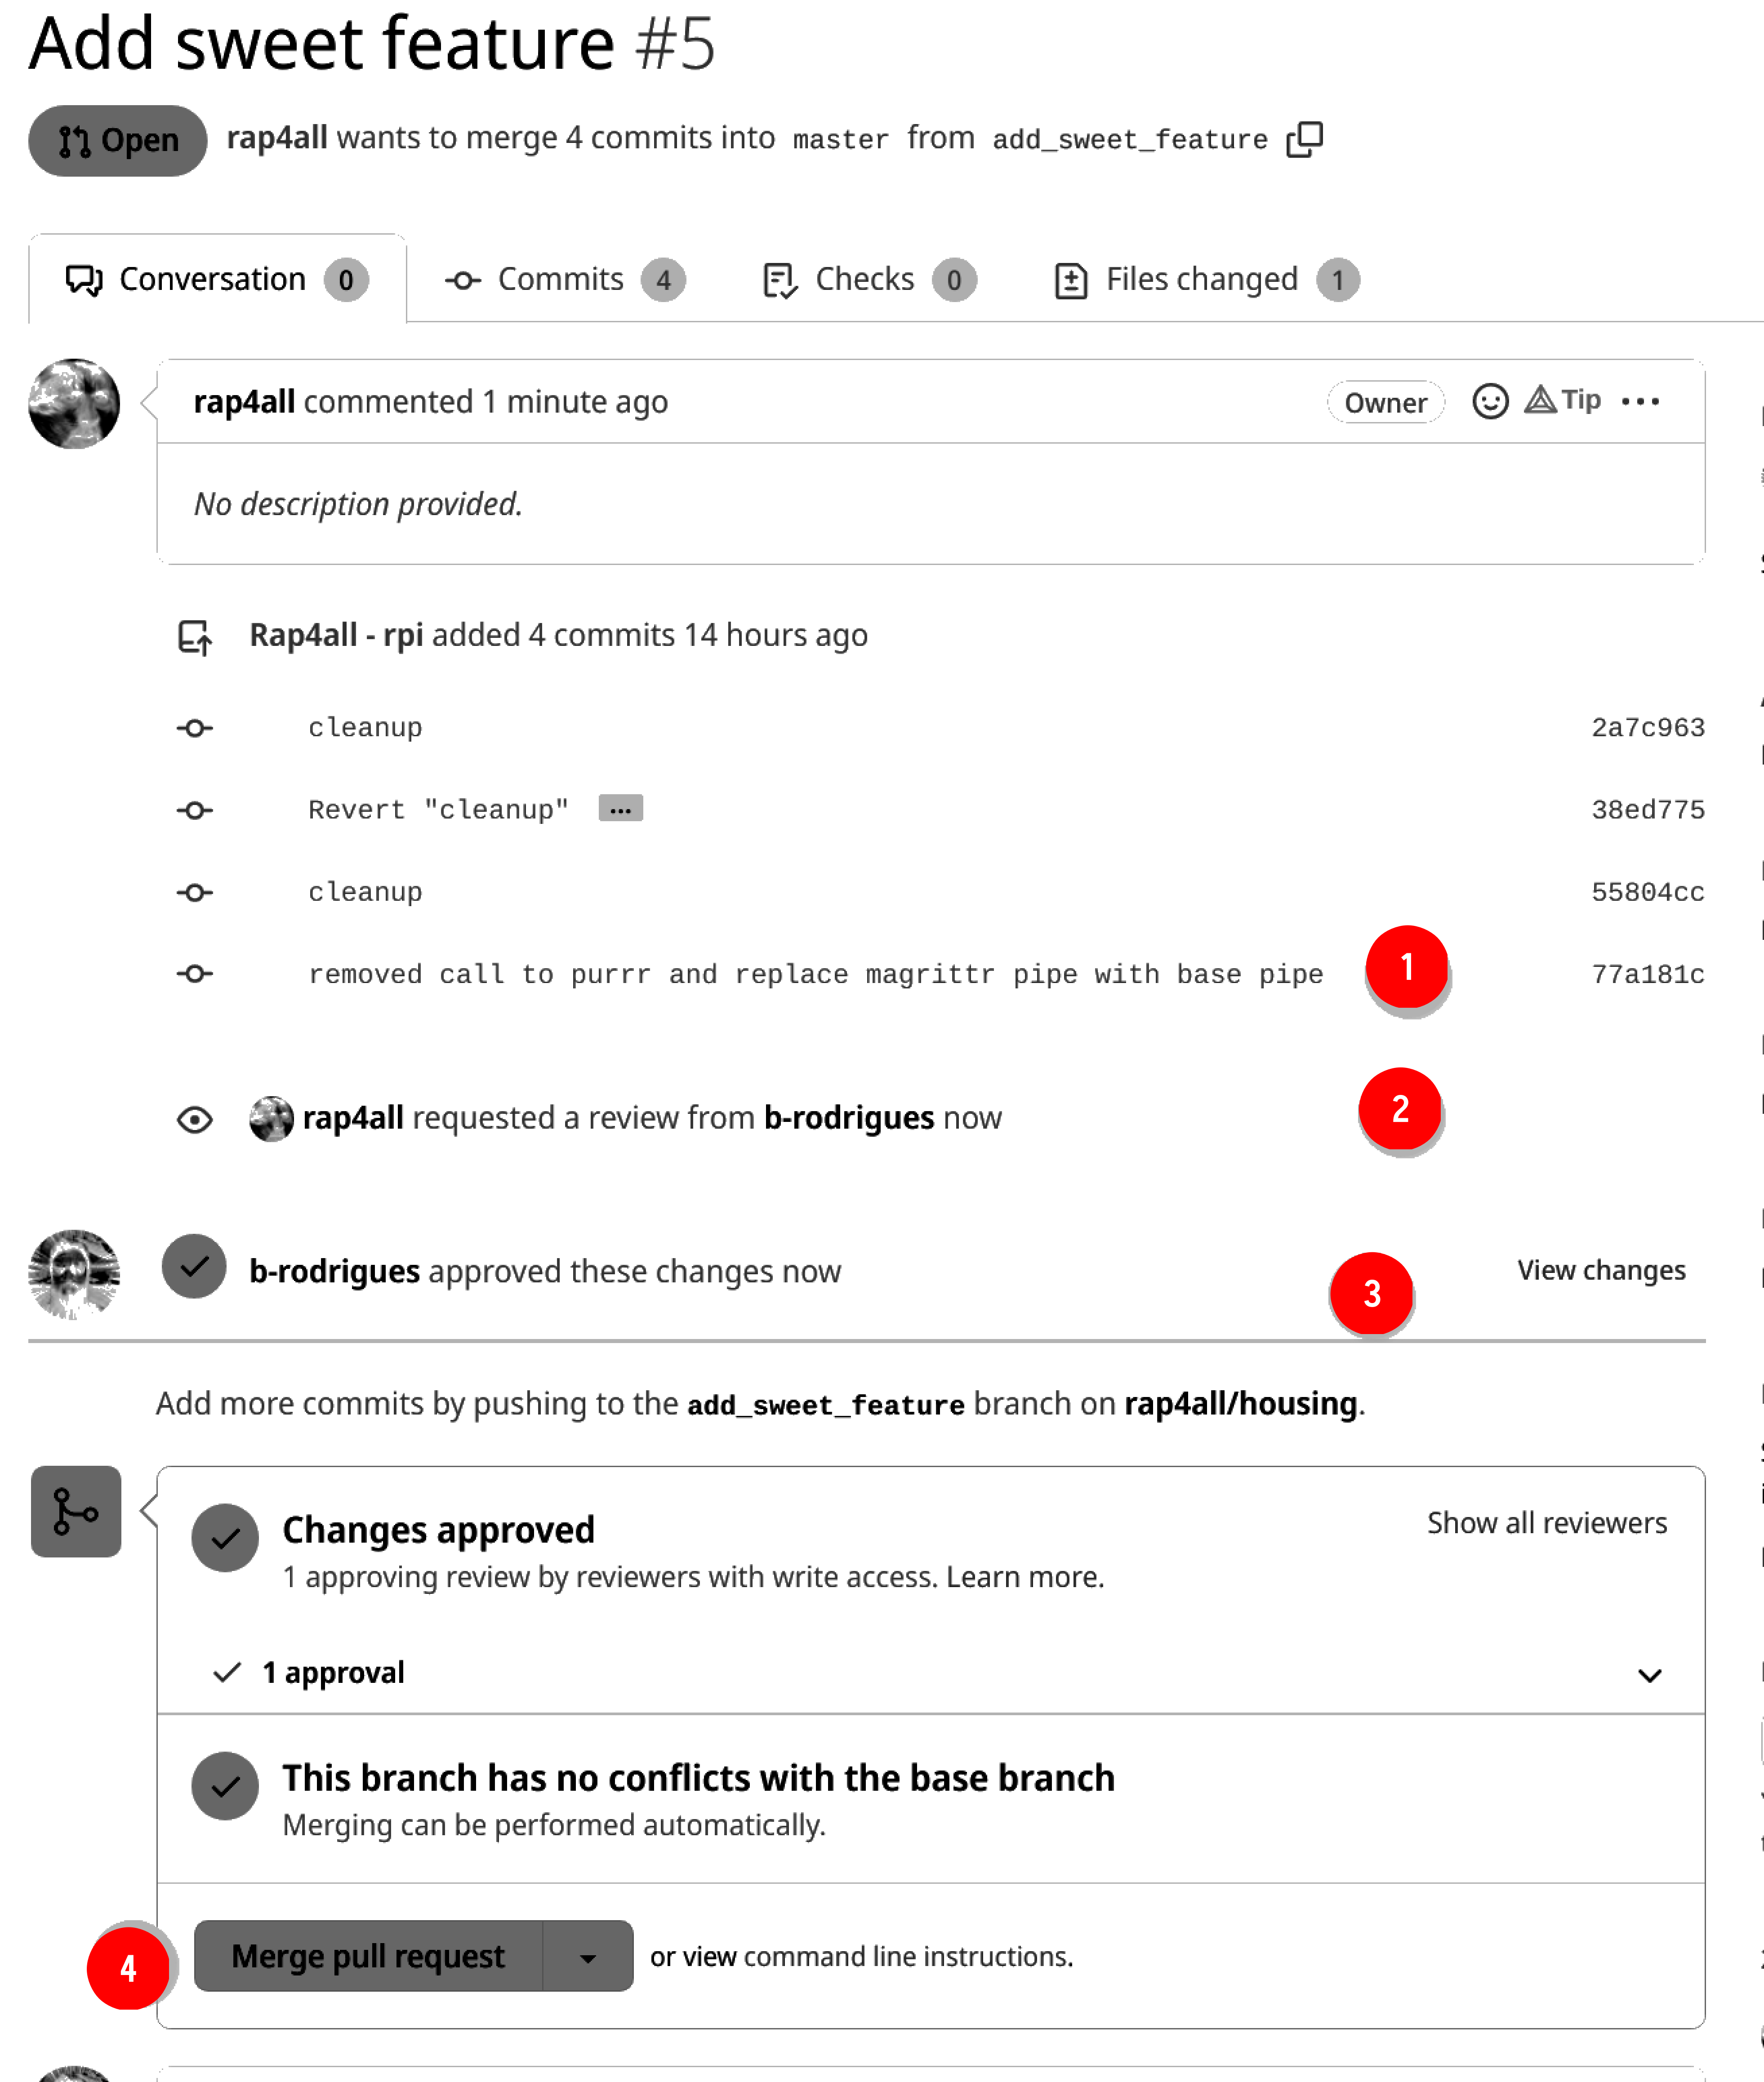 Add sweet feature #5
Open rap4all wants to merge 4 commits into master from add_sweet_feature
Conversation 0 Commits 4 Checks 0 Files changed 1
rap4all commented 1 minute ago Owner Tip ...
No description provided.
Rap4all - rpi added 4 commits 14 hours ago
cleanup 2a7c963
Revert "cleanup" ... 38ed775
cleanup 55804cc
removed call to purrr and replace magrittr pipe with base pipe 1 77a181c
rap4all requested a review from b-rodrigues now 2
b-rodrigues approved these changes now 3 View changes
Add more commits by pushing to the add_sweet_feature branch on rap4all/housing.
Changes approved Show all reviewers
1 approving review by reviewers with write access. Learn more.
1 approval
This branch has no conflicts with the base branch
Merging can be performed automatically.
4 Merge pull request or view command line instructions.